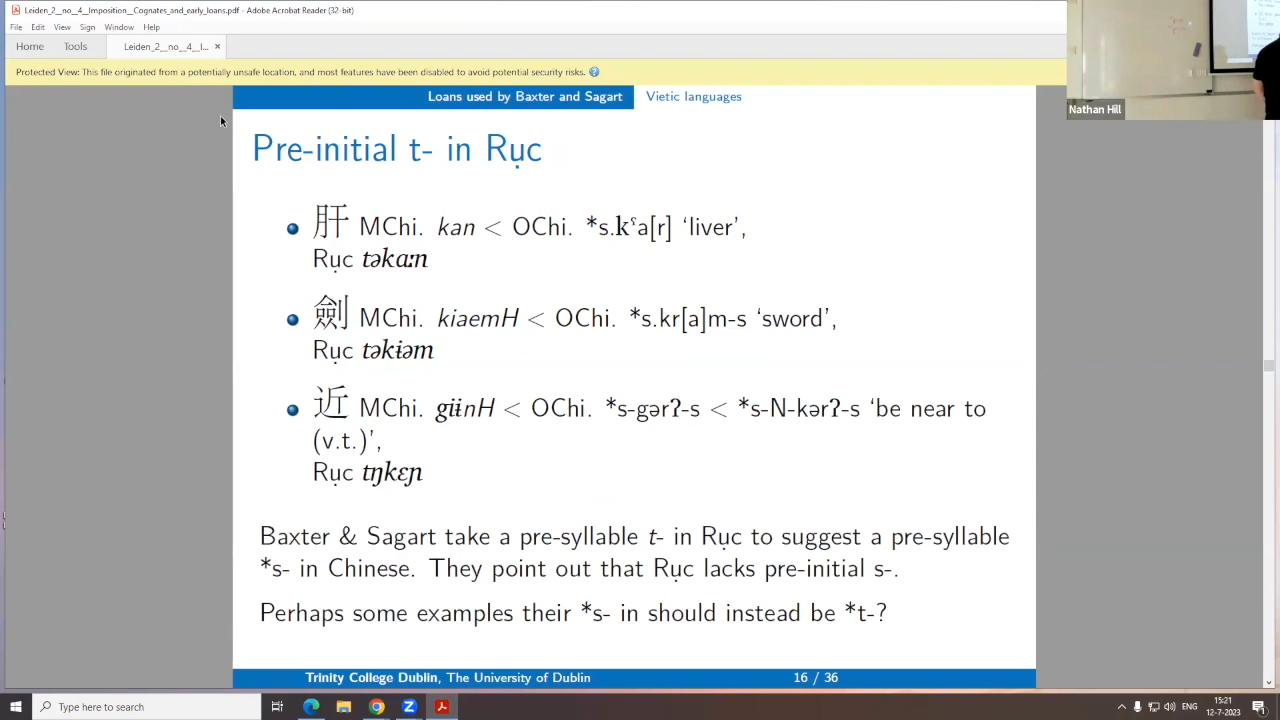 Leiden_2__no__4__Imposition__Cognates_and_early_loans.pdf - Adobe Acrobat Reader (32-bit)
File Edit View Sign Window Help
Home Tools Leiden_2__no__4__I... ×
Protected View: This file originated from a potentially unsafe location, and most features have been disabled to avoid potential security risks. ?
Nathan Hill
Loans used by Baxter and Sagart Vietic languages
Pre-initial t- in Rục
肝 MChi. kan < OChi. *s.kˤa[r] ‘liver’,
Rục təkaːn
劍 MChi. kiaemH < OChi. *s.kr[a]m-s ‘sword’,
Rục təkiəm
近 MChi. gɨinH < OChi. *s-gərʔ-s < *s-N-kərʔ-s ‘be near to
(v.t.)’,
Rục tŋkɛɲ
Baxter & Sagart take a pre-syllable t- in Rục to suggest a pre-syllable
*s- in Chinese. They point out that Rục lacks pre-initial s-.
Perhaps some examples their *s- in should instead be *t-?
Trinity College Dublin, The University of Dublin 16 / 36
Type here to search
ENG
15:21
12-7-2023